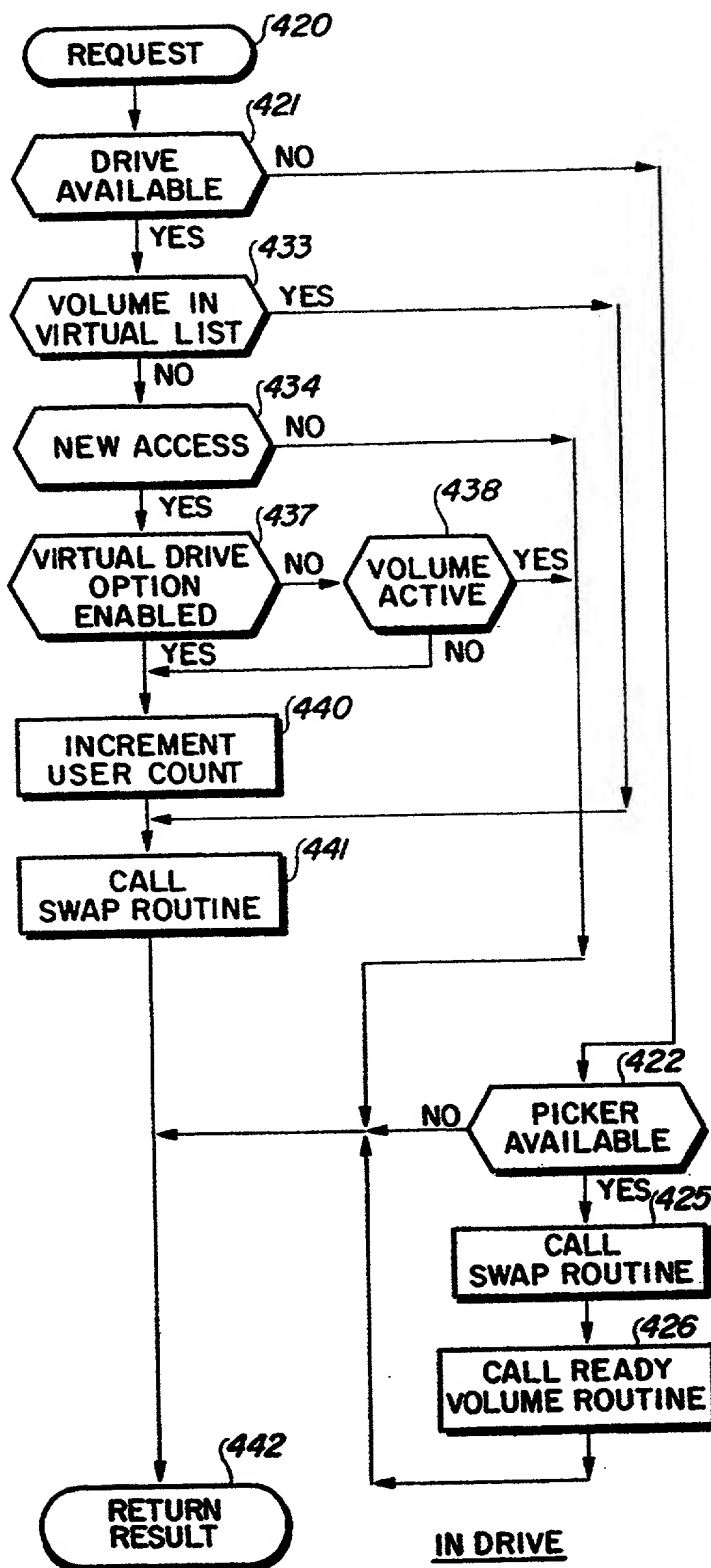 420
REQUEST
421
DRIVE
AVAILABLE
NO
YES
433
VOLUME IN
VIRTUAL LIST
YES
NO
434
NEW ACCESS
NO
YES
437
VIRTUAL DRIVE
OPTION
ENABLED
NO
438
VOLUME
ACTIVE
YES
YES
NO
440
INCREMENT
USER COUNT
441
CALL
SWAP ROUTINE
422
PICKER
AVAILABLE
NO
YES
425
CALL
SWAP ROUTINE
426
CALL READY
VOLUME ROUTINE
442
RETURN
RESULT
IN DRIVE